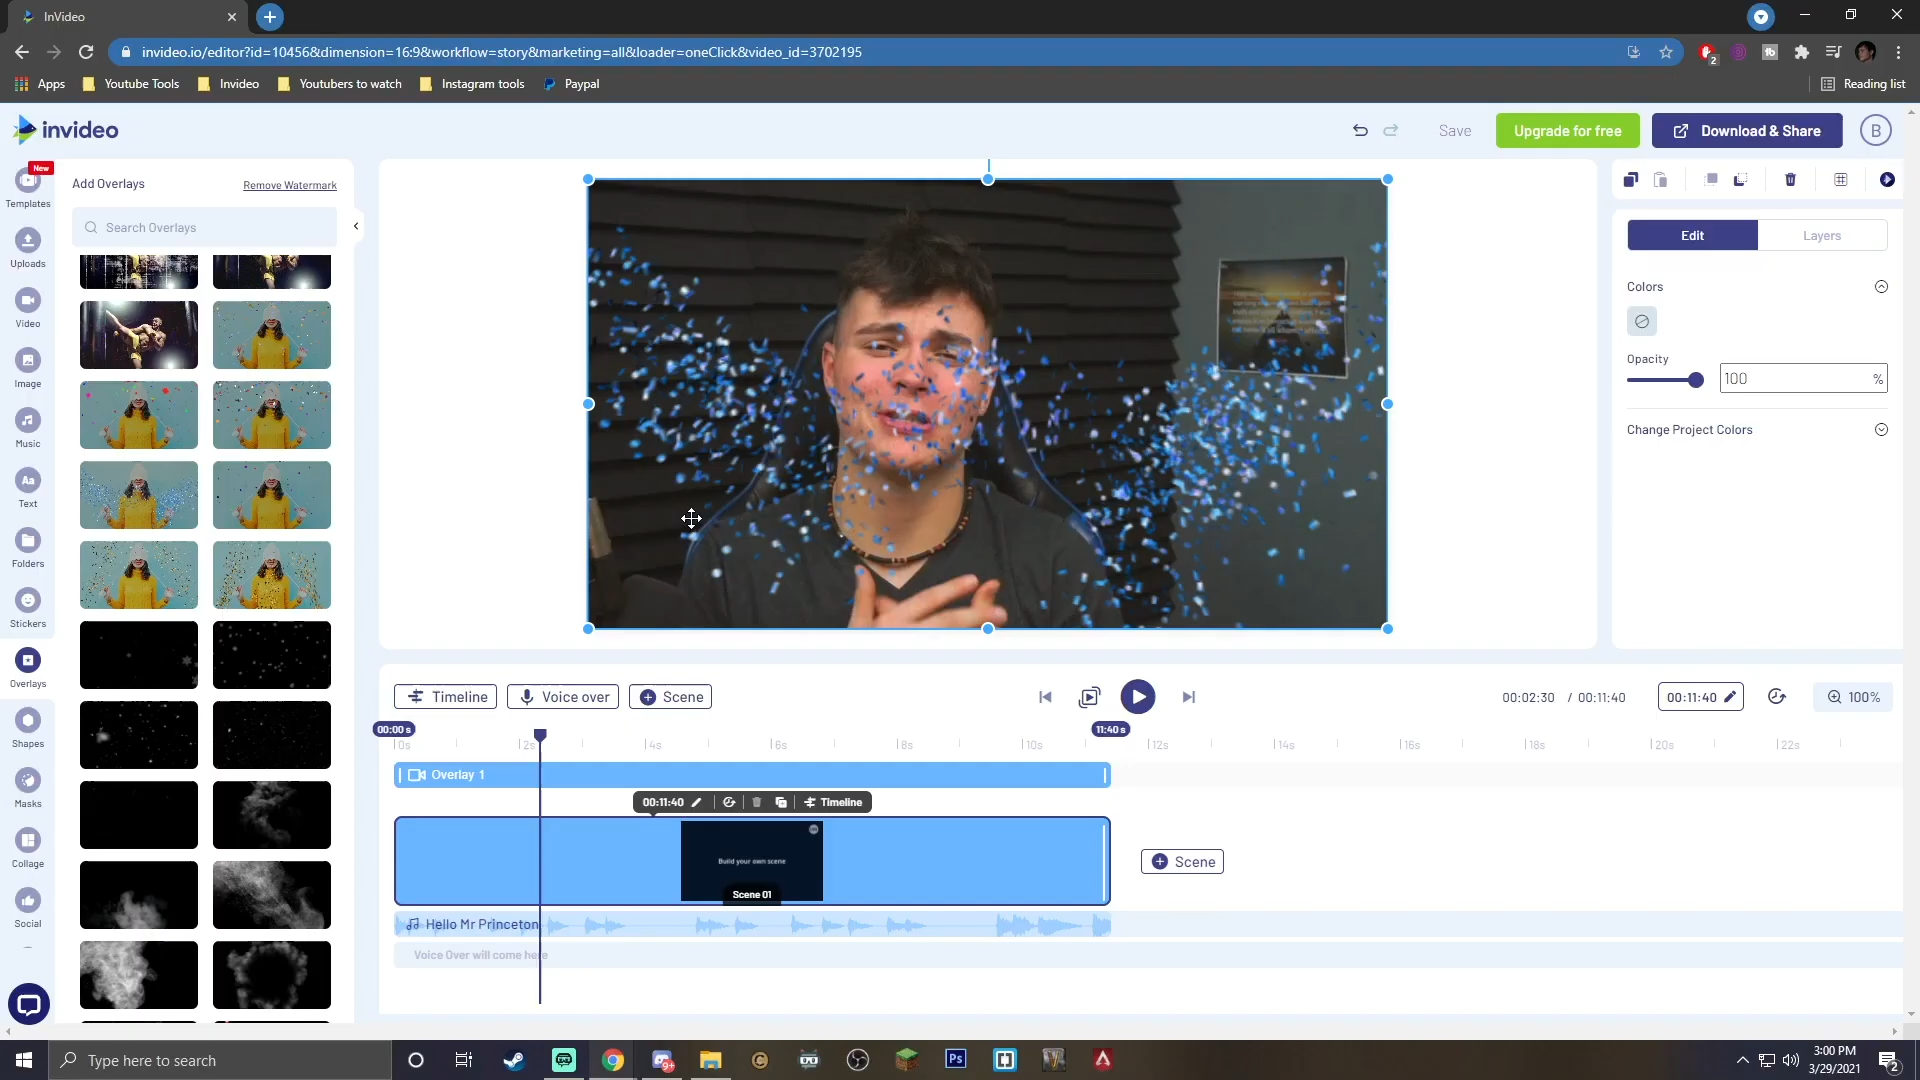 InVideo
invideo.io/editor?id=10456&dimension=16:9&workflow=story&marketing=all&loader=oneClick&video_id=3702195
2
Apps
Youtube Tools
Invideo
Youtubers to watch
Instagram tools
Paypal
Reading list
invideo
Save
Upgrade for free
Download & Share
B
New
Templates
Uploads
Video
Image
Music
Aa
Text
Folders
Stickers
Overlays
Shapes
Masks
Collage
Social
Add Overlays
Remove Watermark
Search Overlays
Edit
Layers
Colors
Opacity
100
%
Change Project Colors
Timeline
Voice over
Scene
00:02:30 / 00:11:40
00:11:40
100%
00:00 s
11:40 s
0s
2s
4s
6s
8s
10s
12s
14s
16s
18s
20s
22s
Overlay 1
00:11:40
Timeline
Build your own scene
Scene 01
Scene
Hello Mr Princeton
Voice Over will come here
Type here to search
9+
Ps
3:00 PM
3/29/2021
2